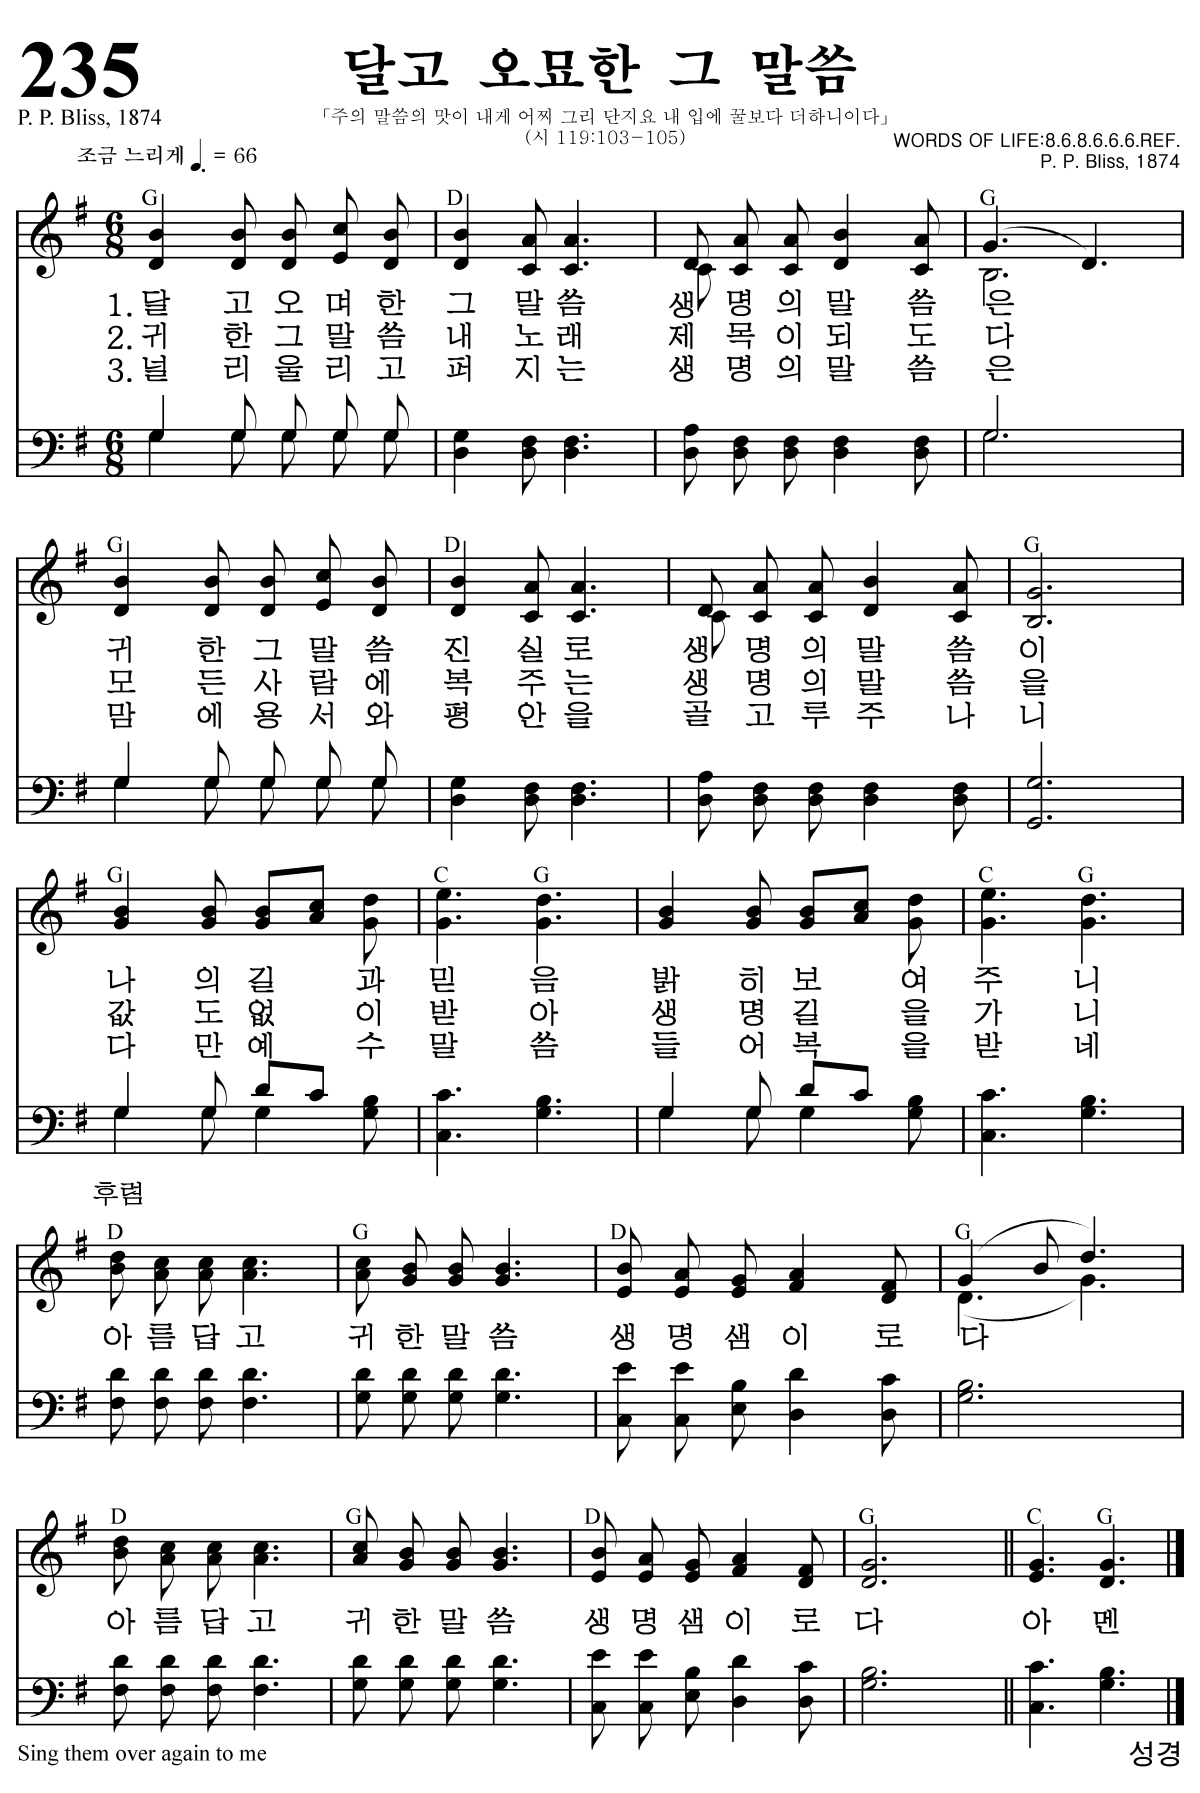 235
달고 오묘한 그 말씀
P. P. Bliss, 1874
「주의 말씀의 맛이 내게 어찌 그리 단지요 내 입에 꿀보다 더하니이다」
(시 119:103-105)
WORDS OF LIFE:8.6.8.6.6.6.REF.
조금 느리게 ♩. = 66
P. P. Bliss, 1874
G D G
1. 달 고 오 며 한 그 말 씀 생 명 의 말 씀 은
2. 귀 한 그 말 씀 내 노 래 제 목 이 되 도 다
3. 널 리 울 리 고 퍼 지 는 생 명 의 말 씀 은
G D G
귀 한 그 말 씀 진 실 로 생 명 의 말 씀 이
모 든 사 람 에 복 주 는 생 명 의 말 씀 을
맘 에 용 서 와 평 안 을 골 고 루 주 나 니
G C G C G
나 의 길 과 믿 음 밝 히 보 여 주 니
값 도 없 이 받 아 생 명 길 을 가 니
다 만 예 수 말 씀 들 어 복 을 받 네
후렴
D G D G
아 름 답 고 귀 한 말 씀 생 명 샘 이 로 다
D G D G C G
아 름 답 고 귀 한 말 씀 생 명 샘 이 로 다 아 멘
Sing them over again to me
성경